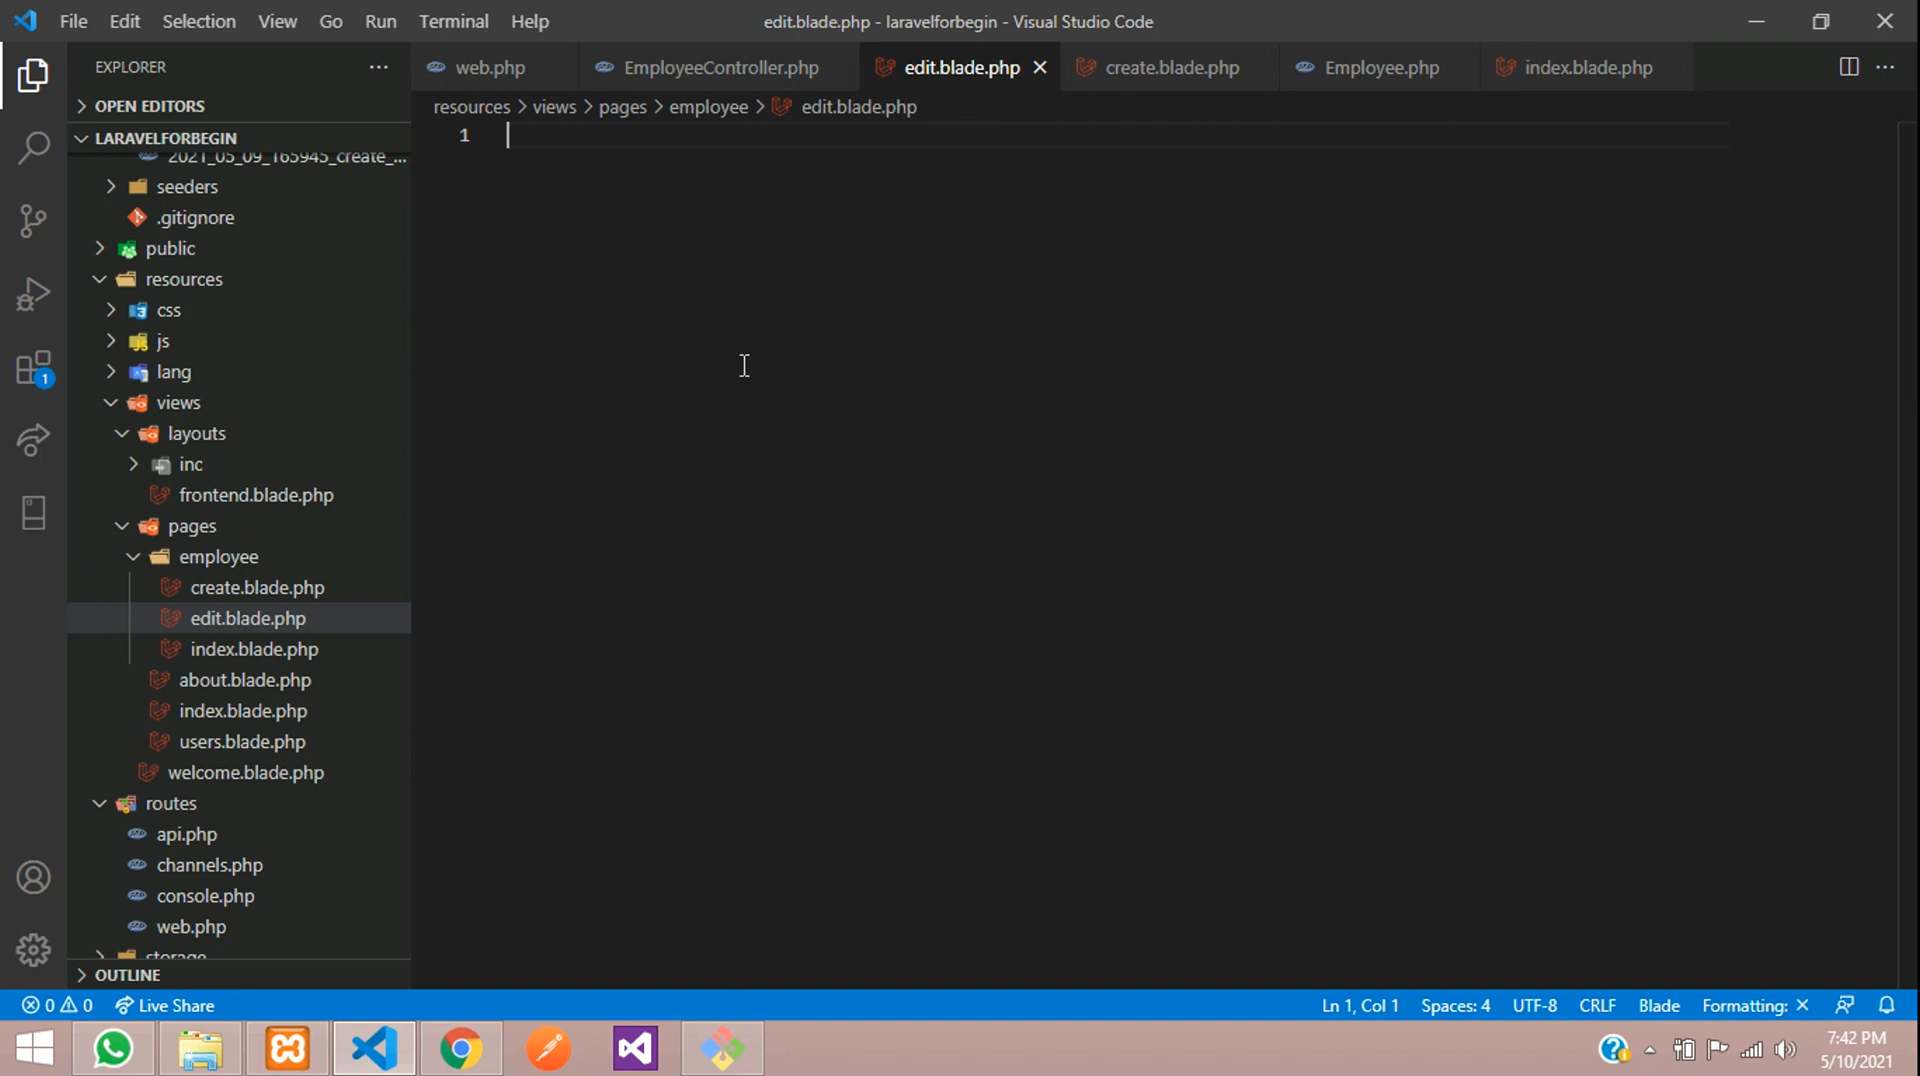 File Edit Selection View Go Run Terminal Help
edit.blade.php - laravelforbegin - Visual Studio Code
EXPLORER
web.php EmployeeController.php edit.blade.php create.blade.php Employee.php index.blade.php
OPEN EDITORS
resources > views > pages > employee > edit.blade.php
LARAVELFORBEGIN
1
2021_05_09_165945_create_...
seeders
.gitignore
public
resources
css
js
lang
views
layouts
inc
frontend.blade.php
pages
employee
create.blade.php
edit.blade.php
index.blade.php
about.blade.php
index.blade.php
users.blade.php
welcome.blade.php
routes
api.php
channels.php
console.php
web.php
storage
OUTLINE
1
0 0 Live Share
Ln 1, Col 1 Spaces: 4 UTF-8 CRLF Blade Formatting: ×
7:42 PM
5/10/2021